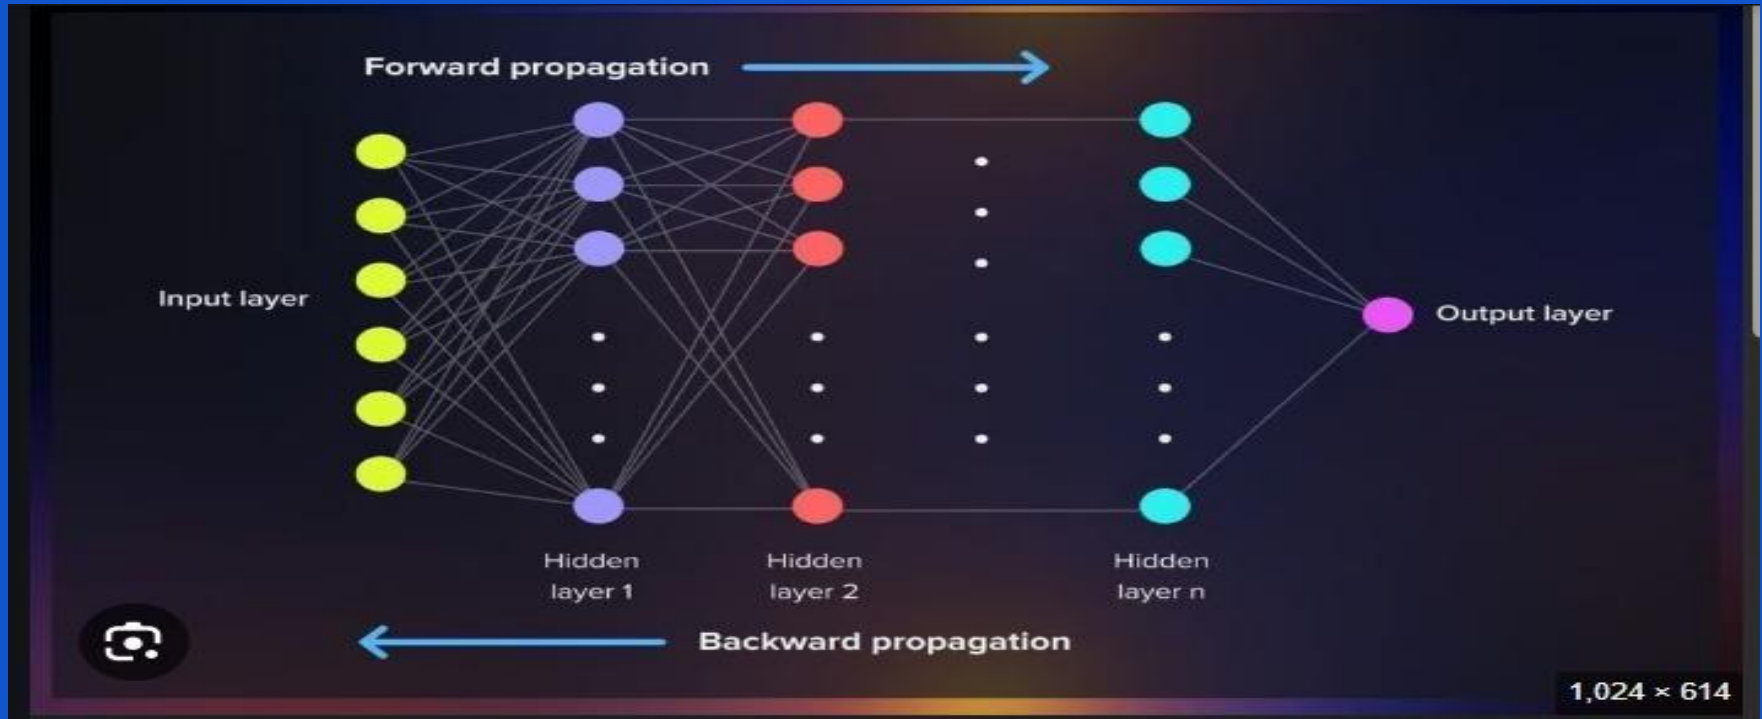 Forward propagation
Input layer
Output layer
Hidden
layer 1
Hidden
layer 2
Hidden
layer n
Backward propagation
1,024 × 614